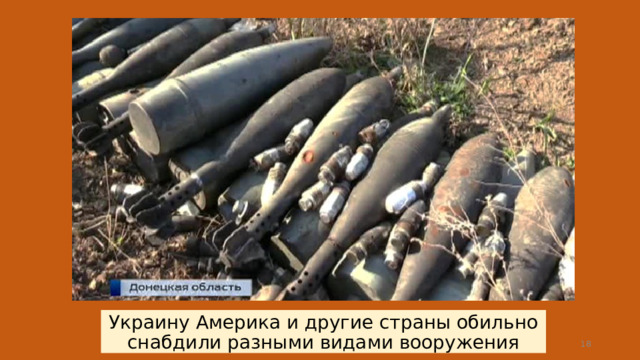 Донецкая область
Украину Америка и другие страны обильно
снабдили разными видами вооружения
18